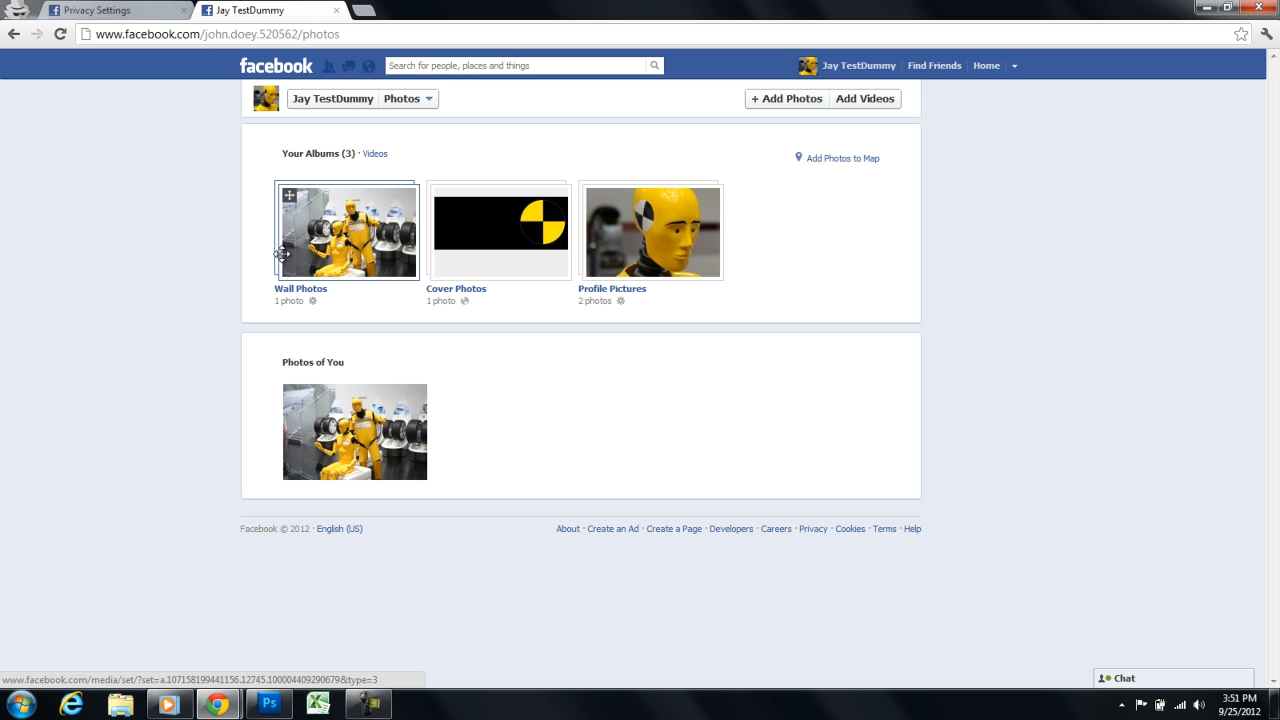 Privacy Settings
Jay TestDummy
www.facebook.com/john.doey.520562/photos
facebook
Search for people, places and things
Jay TestDummy
Find Friends
Home
Jay TestDummy
Photos
+ Add Photos
Add Videos
Your Albums (3) · Videos
Add Photos to Map
Wall Photos
1 photo
Cover Photos
1 photo
Profile Pictures
2 photos
Photos of You
Facebook © 2012 · English (US)
About · Create an Ad · Create a Page · Developers · Careers · Privacy · Cookies · Terms · Help
www.facebook.com/media/set/?set=a.107158199441156.12745.100004409290679&type=3
Chat
Ps
3:51 PM
9/25/2012